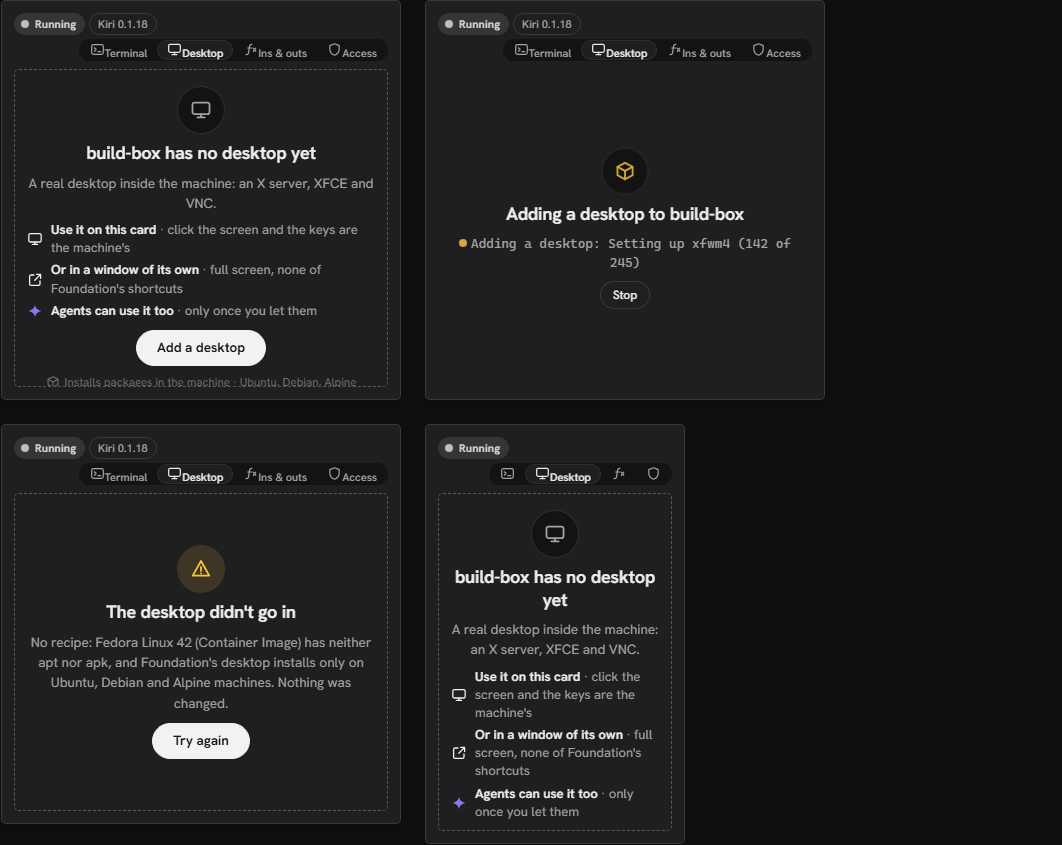 Running Kiri 0.1.18
Terminal Desktop fx Ins & outs Access
build-box has no desktop yet
A real desktop inside the machine: an X server, XFCE and
VNC.
Use it on this card · click the screen and the keys are
the machine's
Or in a window of its own · full screen, none of
Foundation's shortcuts
Agents can use it too · only once you let them
Add a desktop
Installs packages in the machine · Ubuntu, Debian, Alpine
Running Kiri 0.1.18
Terminal Desktop fx Ins & outs Access
Adding a desktop to build-box
Adding a desktop: Setting up xfwm4 (142 of
245)
Stop
Running Kiri 0.1.18
Terminal Desktop fx Ins & outs Access
The desktop didn't go in
No recipe: Fedora Linux 42 (Container Image) has neither
apt nor apk, and Foundation's desktop installs only on
Ubuntu, Debian and Alpine machines. Nothing was
changed.
Try again
Running
Desktop fx
build-box has no desktop
yet
A real desktop inside the machine:
an X server, XFCE and VNC.
Use it on this card · click the
screen and the keys are the
machine's
Or in a window of its own · full
screen, none of Foundation's
shortcuts
Agents can use it too · only
once you let them